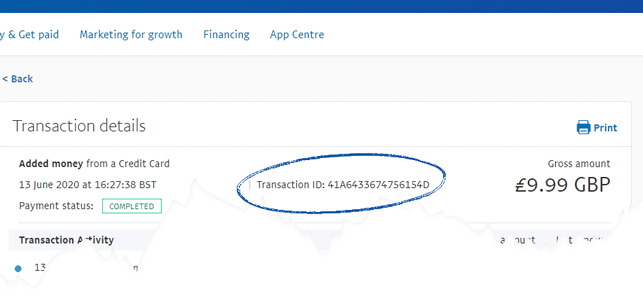 & Get paid Marketing for growth Financing App Centre
< Back
Transaction details
Print
Added money from a Credit Card
Gross amount
13 June 2020 at 16:27:38 BST
Transaction ID: 41A6433674756154D
£9.99 GBP
Payment status: COMPLETED
Transaction Activity
13